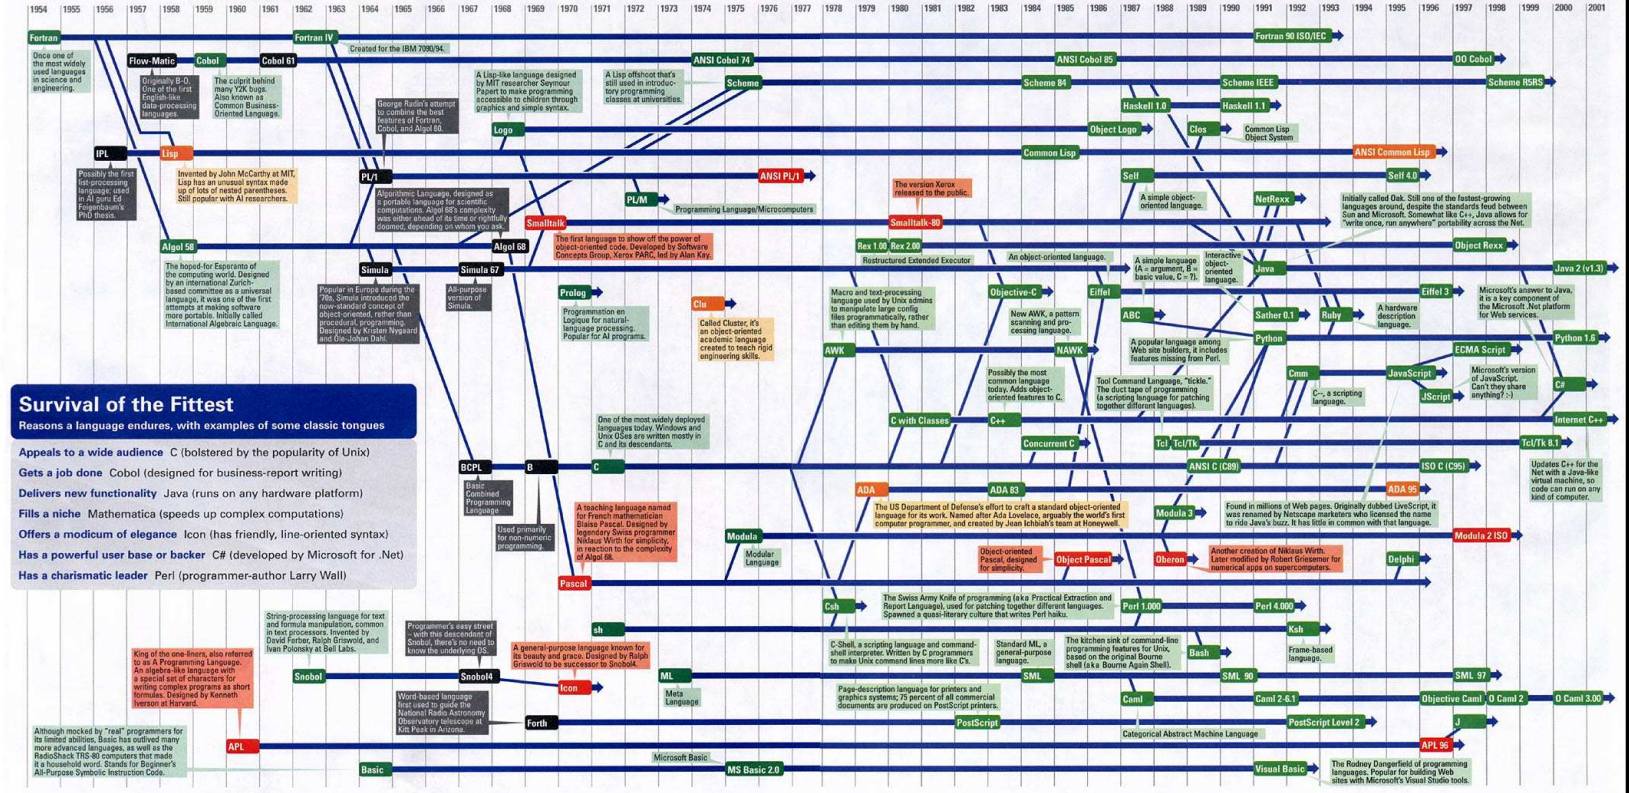 1954 1955 1956 1957 1958 1959 1960 1961 1962 1963 1964 1965 1966 1967 1968 1969 1970 1971 1972 1973 1974 1975 1976 1977 1978 1979 1980 1981 1982 1983 1984 1985 1986 1987 1988 1989 1990 1991 1992 1993 1994 1995 1996 1997 1998 1999 2000 2001
Fortran
Fortran IV
Fortran 90 ISO/IEC
Once one of
the most widely
used languages
in science and
engineering.
Created for the IBM 7090/94.
Flow-Matic
Cobol
Cobol 61
ANSI Cobol 74
ANSI Cobol 85
OO Cobol
Originally B-0.
One of the first
English-like
data-processing
languages.
The culprit behind
many Y2K bugs.
Also known as
Common Business-
Oriented Language.
A Lisp-like language designed
by MIT researcher Seymour
Papert to make programming
accessible to children through
graphics and simple syntax.
A Lisp offshoot that's
still used in introduc-
tory programming
classes at universities.
Scheme
Scheme 84
Scheme IEEE
Scheme R5RS
George Radin's attempt
to combine the best
features of Fortran,
Cobol, and Algol 60.
Haskell 1.0
Haskell 1.1
Logo
Object Logo
Clos
Common Lisp
Object System
IPL
Lisp
Common Lisp
ANSI Common Lisp
Possibly the first
list-processing
language; used
in AI guru Ed
Feigenbaum's
PhD thesis.
Invented by John McCarthy at MIT,
Lisp has an unusual syntax made
up of lots of nested parentheses.
Still popular with AI researchers.
PL/1
ANSI PL/1
Self
Self 4.0
Algorithmic Language, designed as
a portable language for scientific
computations. Algol 68's complexity
was either ahead of its time or rightfully
doomed, depending on whom you ask.
PL/M
Programming Language/Microcomputers
The version Xerox
released to the public.
A simple object-
oriented language.
NetRexx
Initially called Oak. Still one of the fastest-growing
languages around, despite the standards feud between
Sun and Microsoft. Somewhat like C++, Java allows for
"write once, run anywhere" portability across the Net.
Smalltalk
Smalltalk-80
The first language to show off the power of
object-oriented code. Developed by Software
Concepts Group, Xerox PARC, led by Alan Kay.
Algol 58
Algol 68
Rex 1.00
Rex 2.00
Object Rexx
Restructured Extended Executor
An object-oriented language.
The hoped-for Esperanto of
the computing world. Designed
by an international Zurich-
based committee as a universal
language, it was one of the first
attempts at making software
more portable. Initially called
International Algebraic Language.
Simula
Simula 67
Java
Java 2 (v1.3)
A simple language
(A = argument, B =
basic value, C = ?).
Interactive
object-
oriented
language.
Popular in Europe during the
'70s, Simula introduced the
now-standard concept of
object-oriented, rather than
procedural, programming.
Designed by Kristen Nygaard
and Ole-Johan Dahl.
All-purpose
version of
Simula.
Prolog
Programmation en
Logique for natural-
language processing.
Popular for AI programs.
Clu
Called Cluster, it's
an object-oriented
academic language
created to teach rigid
engineering skills.
Macro and text-processing
language used by Unix admins
to manipulate large config
files programmatically, rather
than editing them by hand.
Objective-C
Eiffel
Eiffel 3
Microsoft's answer to Java,
it is a key component of
the Microsoft .Net platform
for Web services.
New AWK, a pattern
scanning and pro-
cessing language.
ABC
Sather 0.1
Ruby
A hardware
description
language.
A popular language among
Web site builders, it includes
features missing from Perl.
Python
Python 1.6
AWK
NAWK
ECMA Script
Possibly the most
common language
today. Adds object-
oriented features to C.
Tool Command Language, "tickle."
The duct tape of programming
(a scripting language for patching
together different languages).
Cmm
JavaScript
C--, a scripting
language.
JScript
Microsoft's version
of JavaScript.
Can't they share
anything? :-)
C#
Survival of the Fittest
Reasons a language endures, with examples of some classic tongues
Appeals to a wide audience C (bolstered by the popularity of Unix)
Gets a job done Cobol (designed for business-report writing)
Delivers new functionality Java (runs on any hardware platform)
Fills a niche Mathematica (speeds up complex computations)
Offers a modicum of elegance Icon (has friendly, line-oriented syntax)
Has a powerful user base or backer C# (developed by Microsoft for .Net)
Has a charismatic leader Perl (programmer-author Larry Wall)
One of the most widely deployed
languages today. Windows and
Unix OSes are written mostly in
C and its descendants.
C with Classes
C++
Internet C++
Concurrent C
Tcl
Tcl/Tk
Tcl/Tk 8.1
BCPL
B
C
ANSI C (C89)
ISO C (C95)
Basic
Combined
Programming
Language
Updates C++ for the
Net with a Java-like
virtual machine, so
code can run on any
kind of computer.
ADA
ADA 83
ADA 95
The US Department of Defense's effort to craft a standard object-oriented
language for its work. Named after Ada Lovelace, arguably the world's first
computer programmer, and created by Jean Ichbiah's team at Honeywell.
Modula 3
Found in millions of Web pages. Originally dubbed LiveScript, it
was renamed by Netscape marketers who licensed the name
to ride Java's buzz. It has little in common with that language.
Used primarily
for non-numeric
programming.
A teaching language named
for French mathematician
Blaise Pascal. Designed by
legendary Swiss programmer
Niklaus Wirth for simplicity,
in reaction to the complexity
of Algol 68.
Modula
Modula 2 ISO
Modular
Language
Object-oriented
Pascal, designed
for simplicity.
Object Pascal
Oberon
Another creation of Niklaus Wirth.
Later modified by Robert Griesemer for
numerical apps on supercomputers.
Delphi
Pascal
Csh
The Swiss Army Knife of programming (aka Practical Extraction and
Report Language), used for patching together different languages.
Spawned a quasi-literary culture that writes Perl haiku.
Perl 1.000
Perl 4.000
String-processing language for text
and formula manipulation, common
in text processors. Invented by
David Farber, Ralph Griswold, and
Ivan Polonsky at Bell Labs.
Programmer's easy street
– with this descendant of
Snobol, there's no need to
know the underlying OS.
sh
Ksh
A general-purpose language known for
its beauty and grace. Designed by Ralph
Griswold to be successor to Snobol4.
C-Shell, a scripting language and command-
shell interpreter. Written by C programmers
to make Unix command lines more like C's.
Standard ML, a
general-purpose
language.
The kitchen sink of command-line
programming features for Unix,
based on the original Bourne
shell (aka Bourne Again Shell).
Bash
Frame-based
language.
King of the one-liners, also referred
to as A Programming Language.
An algebra-like language with
a special set of characters for
writing complex programs as short
formulas. Designed by Kenneth
Iverson at Harvard.
Snobol
Snobol4
Icon
ML
SML
SML 90
SML 97
Meta
Language
Word-based language
first used to guide the
National Radio Astronomy
Observatory telescope at
Kitt Peak in Arizona.
Page-description language for printers and
graphics systems; 75 percent of all commercial
documents are produced on PostScript printers.
Caml
Caml 2-6.1
Objective Caml
O Caml 2
O Caml 3.00
Forth
PostScript
PostScript Level 2
J
Categorical Abstract Machine Language
Although mocked by "real" programmers for
its limited abilities, Basic has outlived many
more advanced languages, as well as the
RadioShack TRS-80 computers that made
it a household word. Stands for Beginner's
All-Purpose Symbolic Instruction Code.
APL
APL 96
Microsoft Basic
Basic
MS Basic 2.0
Visual Basic
The Rodney Dangerfield of programming
languages. Popular for building Web
sites with Microsoft's Visual Studio tools.